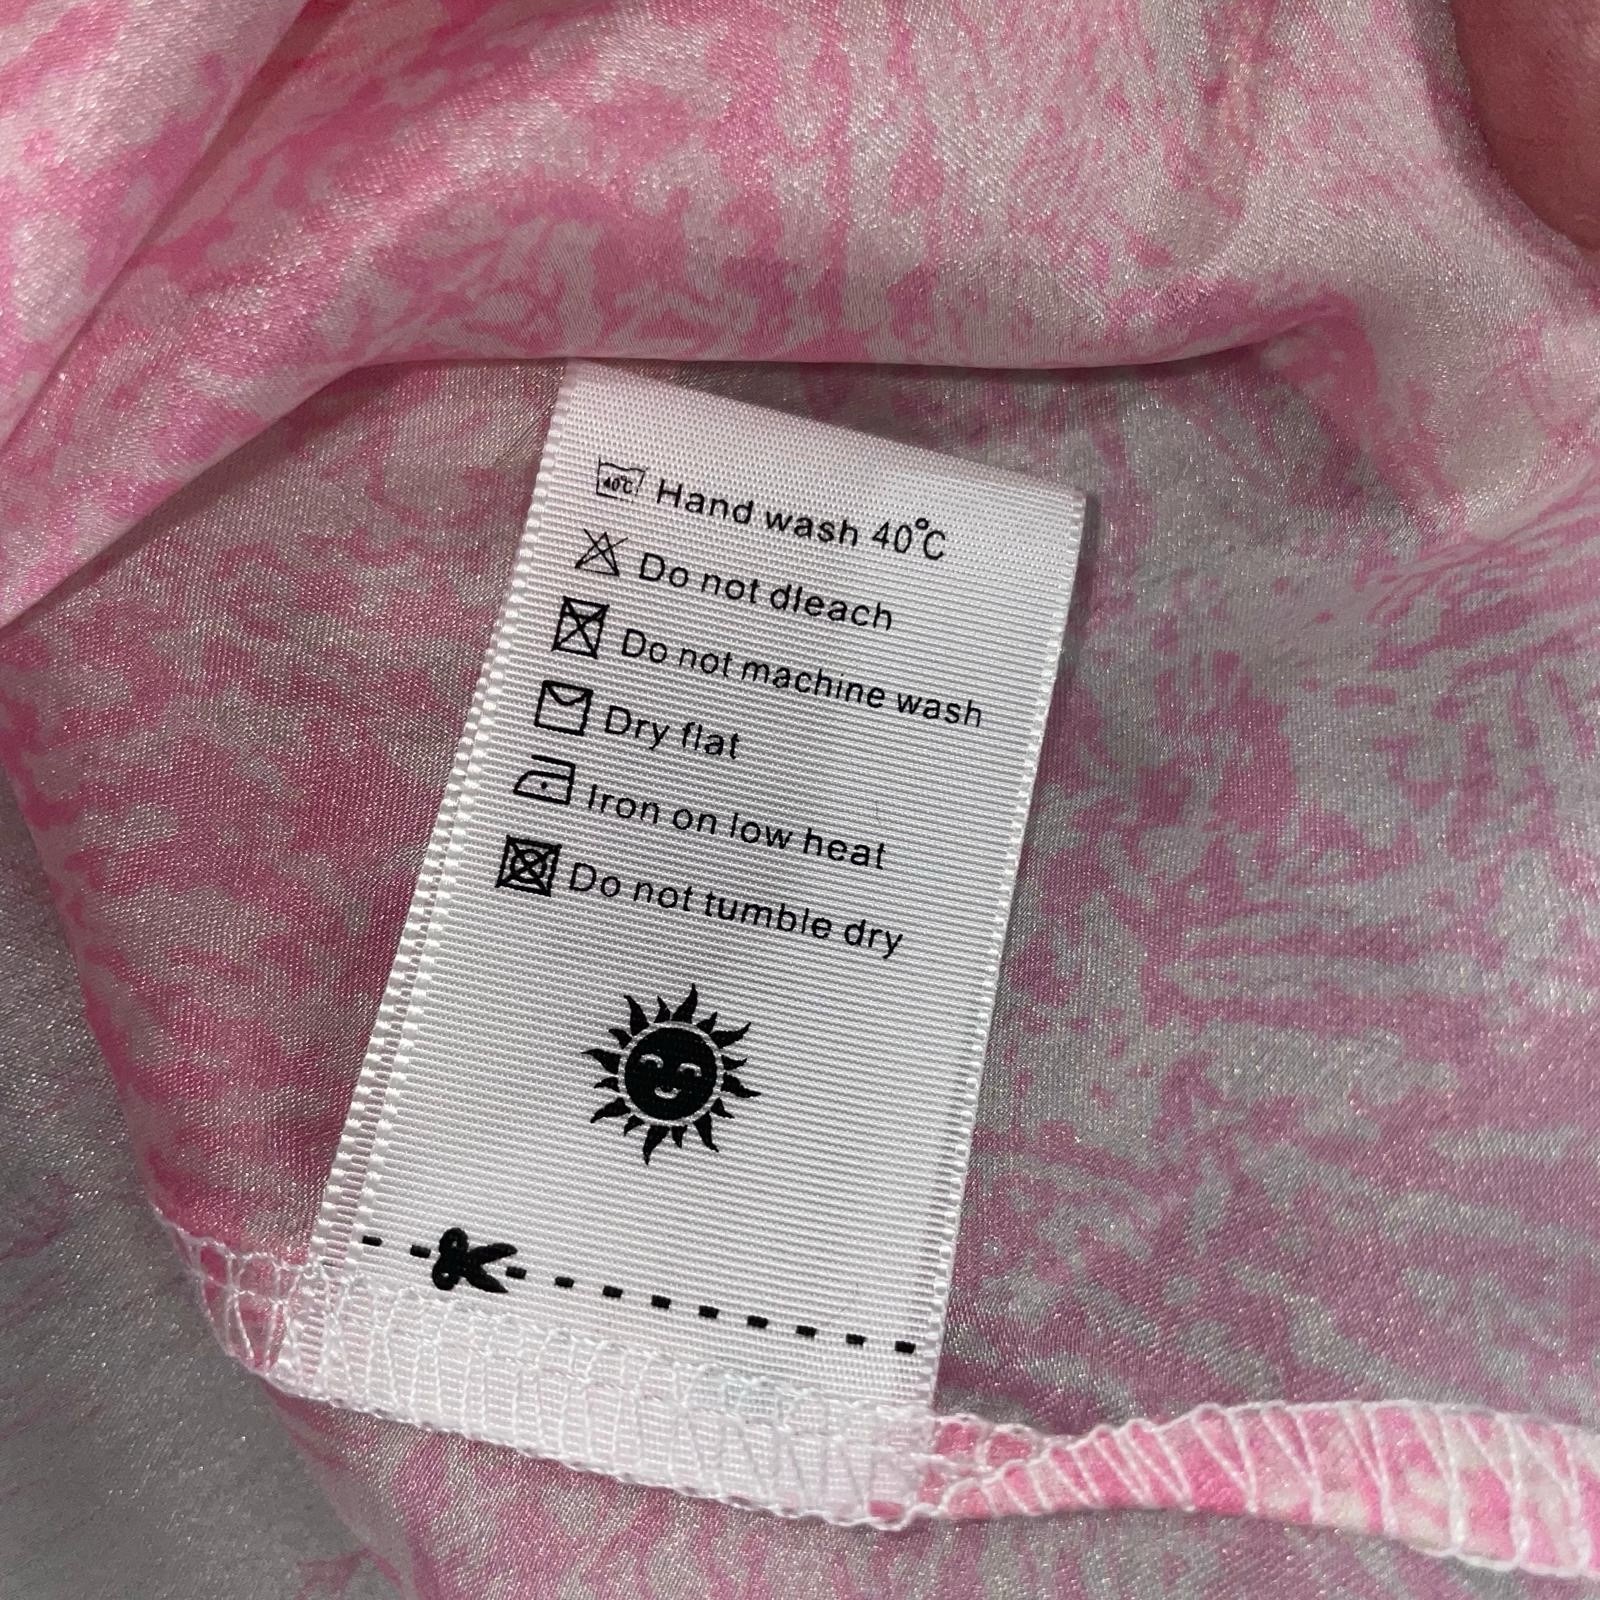 40℃ Hand wash 40°C
Do not dleach
Do not machine wash
Dry flat
Iron on low heat
Do not tumble dry